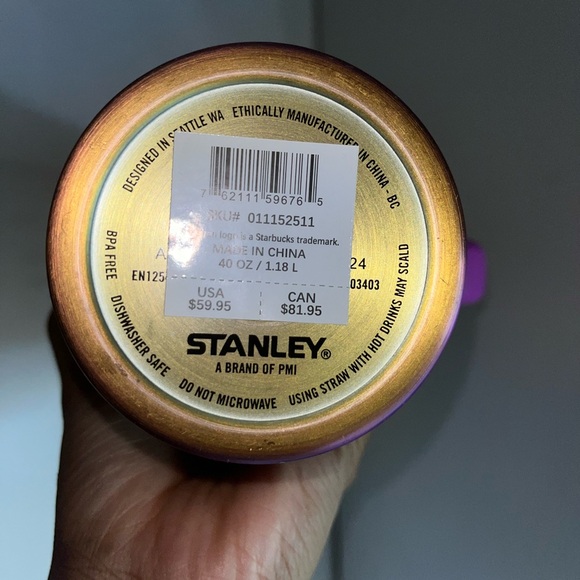 DESIGNED IN SEATTLE WA
ETHICALLY MANUFACTURED IN CHINA - BC
7 62111 59676 5
SKU# 011152511
logo is a Starbucks trademark.
MADE IN CHINA
40 OZ / 1.18 L
24
EN125
03403
USA
$59.95
CAN
$81.95
STANLEY®
A BRAND OF PMI
BPA FREE
DISHWASHER SAFE
DO NOT MICROWAVE
USING STRAW WITH HOT DRINKS MAY SCALD